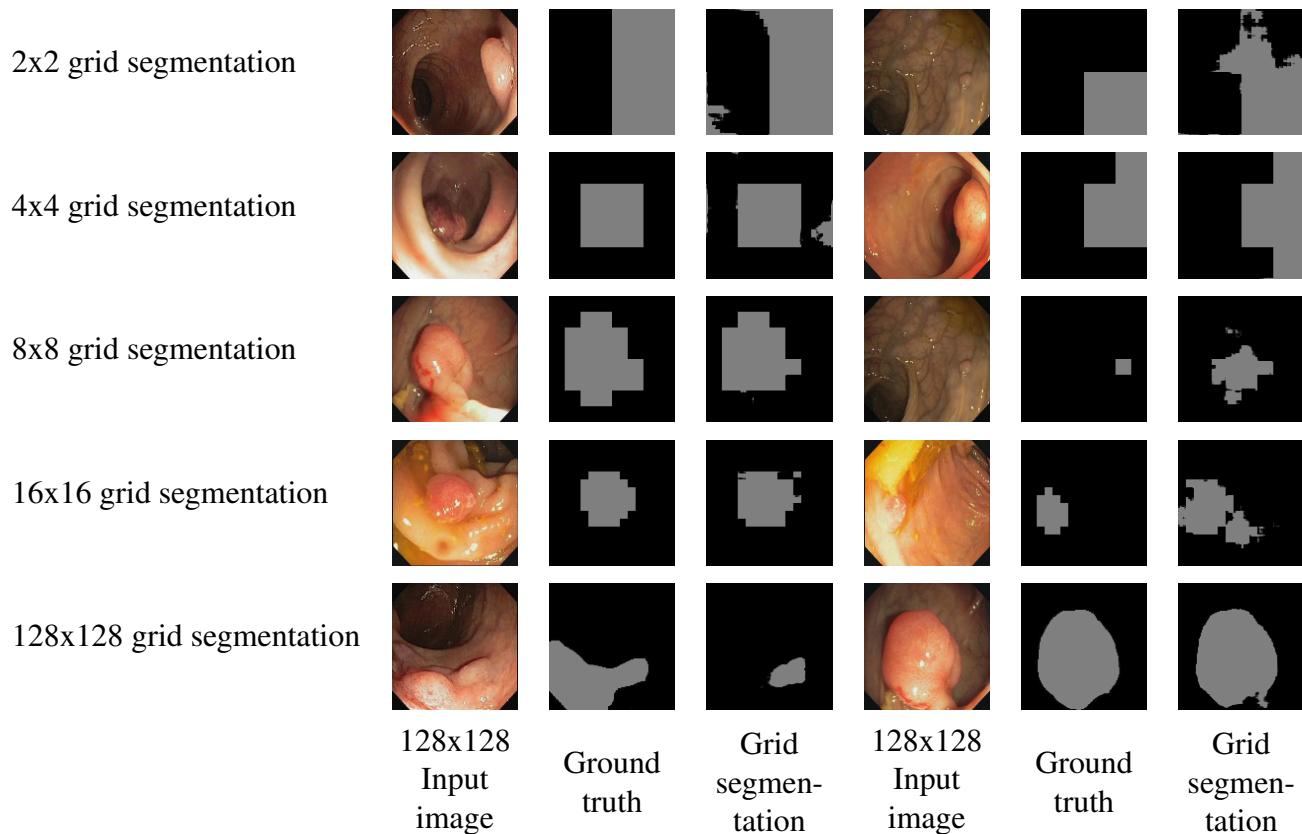 2x2 grid segmentation
4x4 grid segmentation
8x8 grid segmentation
16x16 grid segmentation
128x128 grid segmentation
128x128
Input
image
Ground
truth
Grid
segmen-
tation
128x128
Input
image
Ground
truth
Grid
segmen-
tation